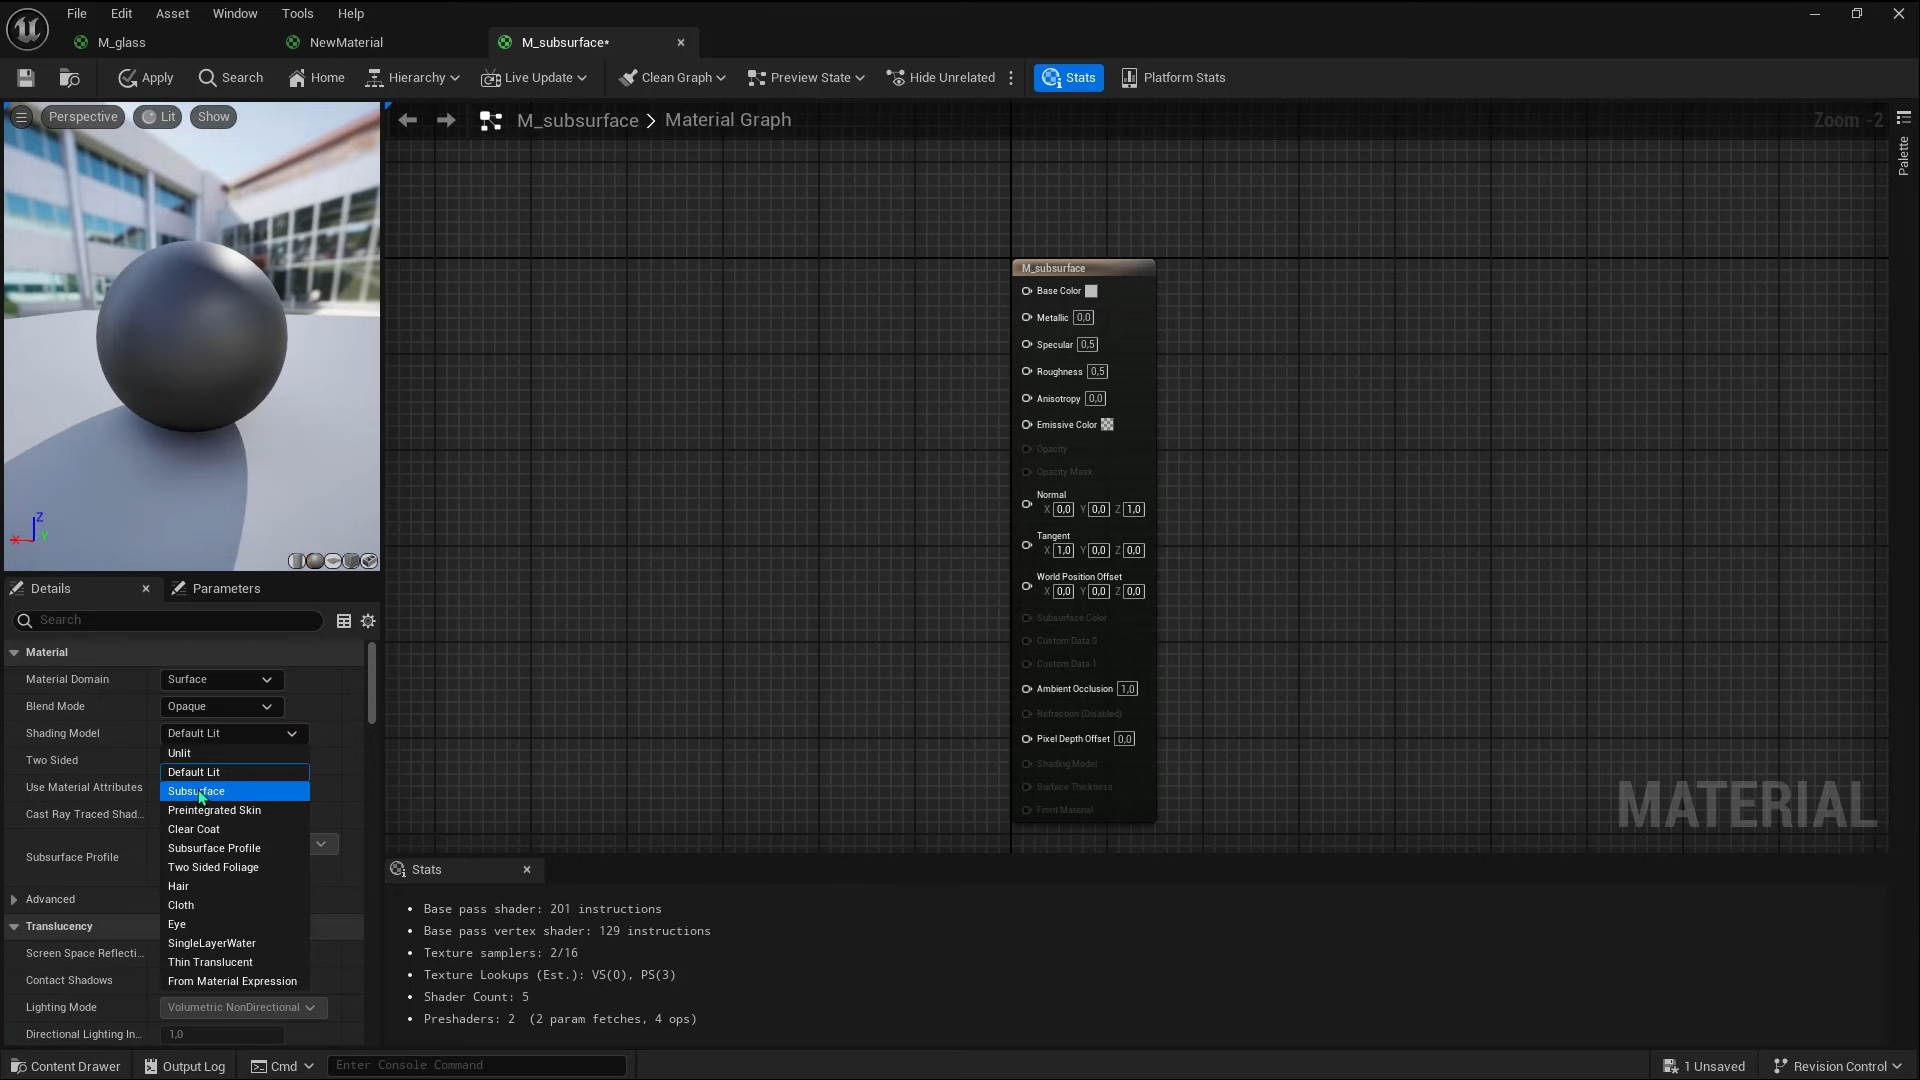 File Edit Asset Window Tools Help
M_glass NewMaterial M_subsurface*
Apply Search Home Hierarchy Live Update Clean Graph Preview State Hide Unrelated Stats Platform Stats
Perspective Lit Show
M_subsurface > Material Graph
Zoom -2
Palette
M_subsurface
Base Color
Metallic 0,0
Specular 0,5
Roughness 0,5
Anisotropy 0,0
Emissive Color
Opacity
Opacity Mask
Normal
X 0,0 Y 0,0 Z 1,0
Tangent
X 1,0 Y 0,0 Z 0,0
World Position Offset
X 0,0 Y 0,0 Z 0,0
Subsurface Color
Custom Data 0
Custom Data 1
Ambient Occlusion 1,0
Refraction (Disabled)
Pixel Depth Offset 0,0
Shading Model
Surface Thickness
Front Material
MATERIAL
Z
X
Y
Details Parameters
Search
Material
Material Domain Surface
Blend Mode Opaque
Shading Model Default Lit
Two Sided
Use Material Attributes
Cast Ray Traced Shad...
Subsurface Profile
Advanced
Translucency
Screen Space Reflecti...
Contact Shadows
Lighting Mode Volumetric NonDirectional
Directional Lighting In... 1,0
Unlit
Default Lit
Subsurface
Preintegrated Skin
Clear Coat
Subsurface Profile
Two Sided Foliage
Hair
Cloth
Eye
SingleLayerWater
Thin Translucent
From Material Expression
Stats
Base pass shader: 201 instructions
Base pass vertex shader: 129 instructions
Texture samplers: 2/16
Texture Lookups (Est.): VS(0), PS(3)
Shader Count: 5
Preshaders: 2 (2 param fetches, 4 ops)
Content Drawer Output Log Cmd Enter Console Command 1 Unsaved Revision Control